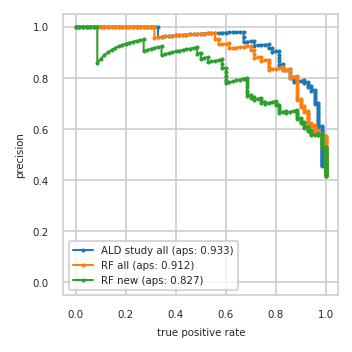 1.0
0.8
0.6
0.4
0.2
0.0
precision
ALD study all (aps: 0.933)
RF all (aps: 0.912)
RF new (aps: 0.827)
0.0 0.2 0.4 0.6 0.8 1.0
true positive rate